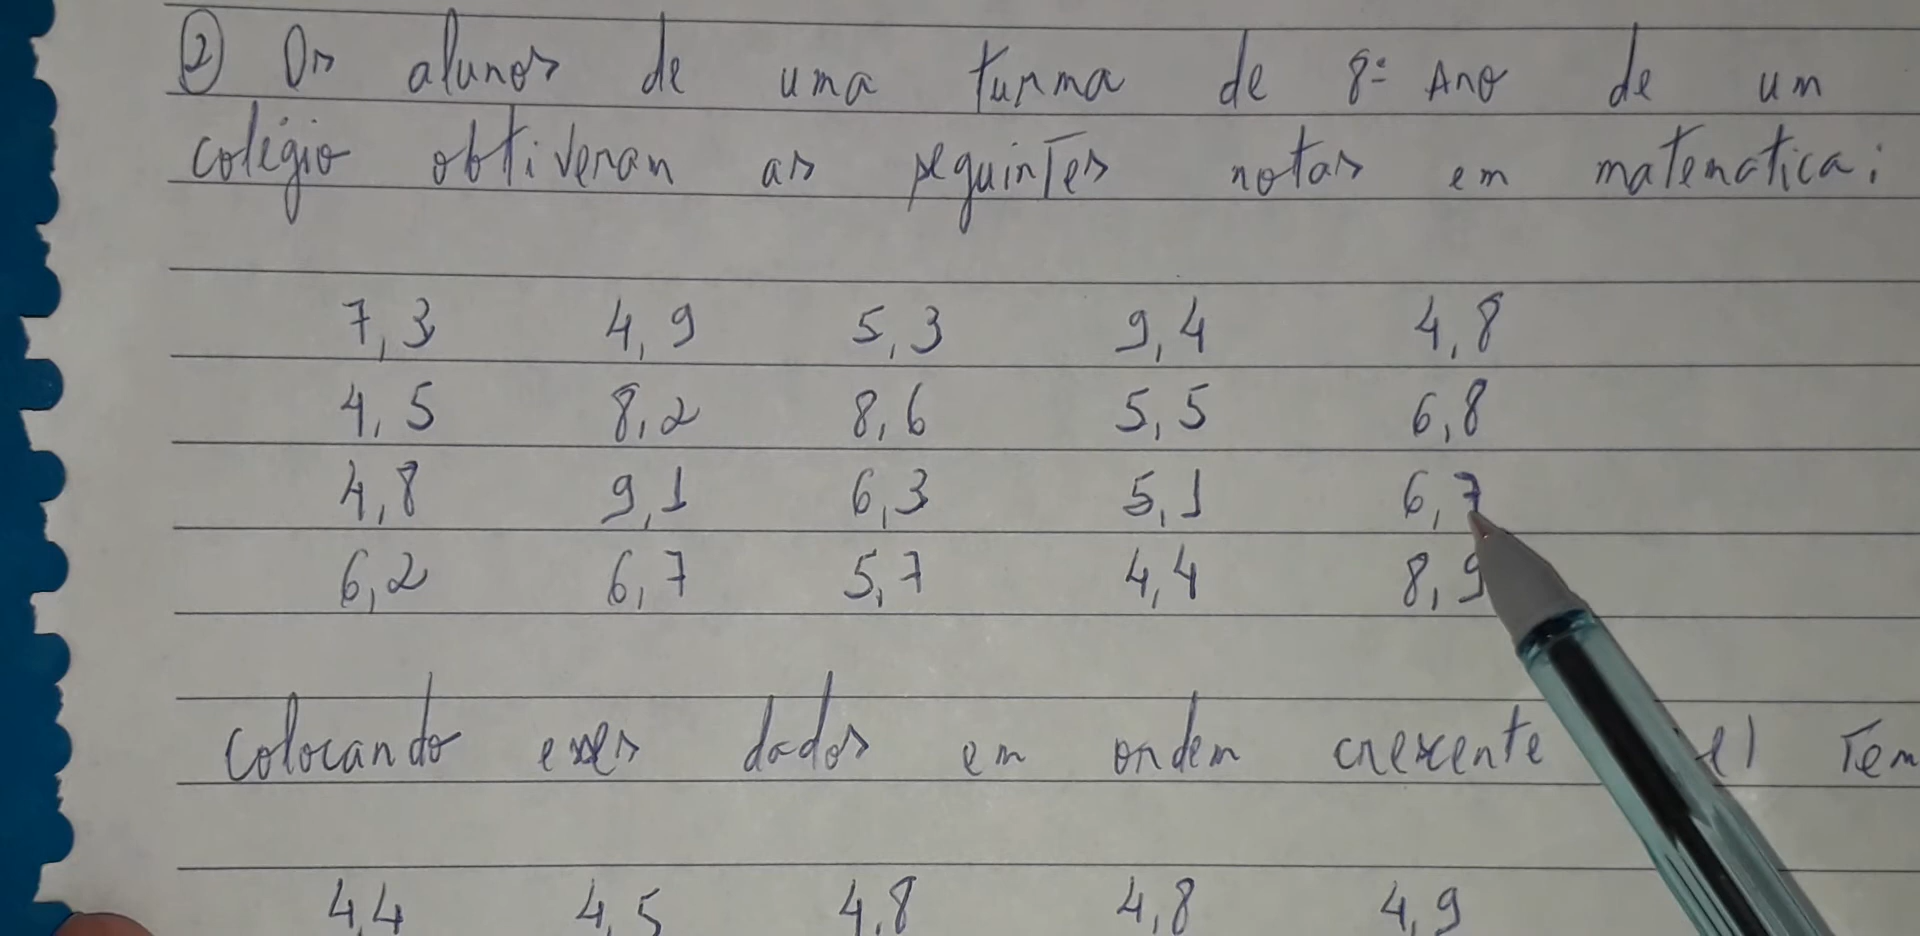 2 Os alunos de uma turma de 8º Ano de um
colégio obtiveram as seguintes notas em matemática:
7,3 4,9 5,3 9,4 4,8
4,5 8,2 8,6 5,5 6,8
4,8 9,1 6,3 5,1 6,7
6,2 6,7 5,7 4,4 8,9
colocando esses dados em ordem crescente Tem
4,4 4,5 4,8 4,8 4,9